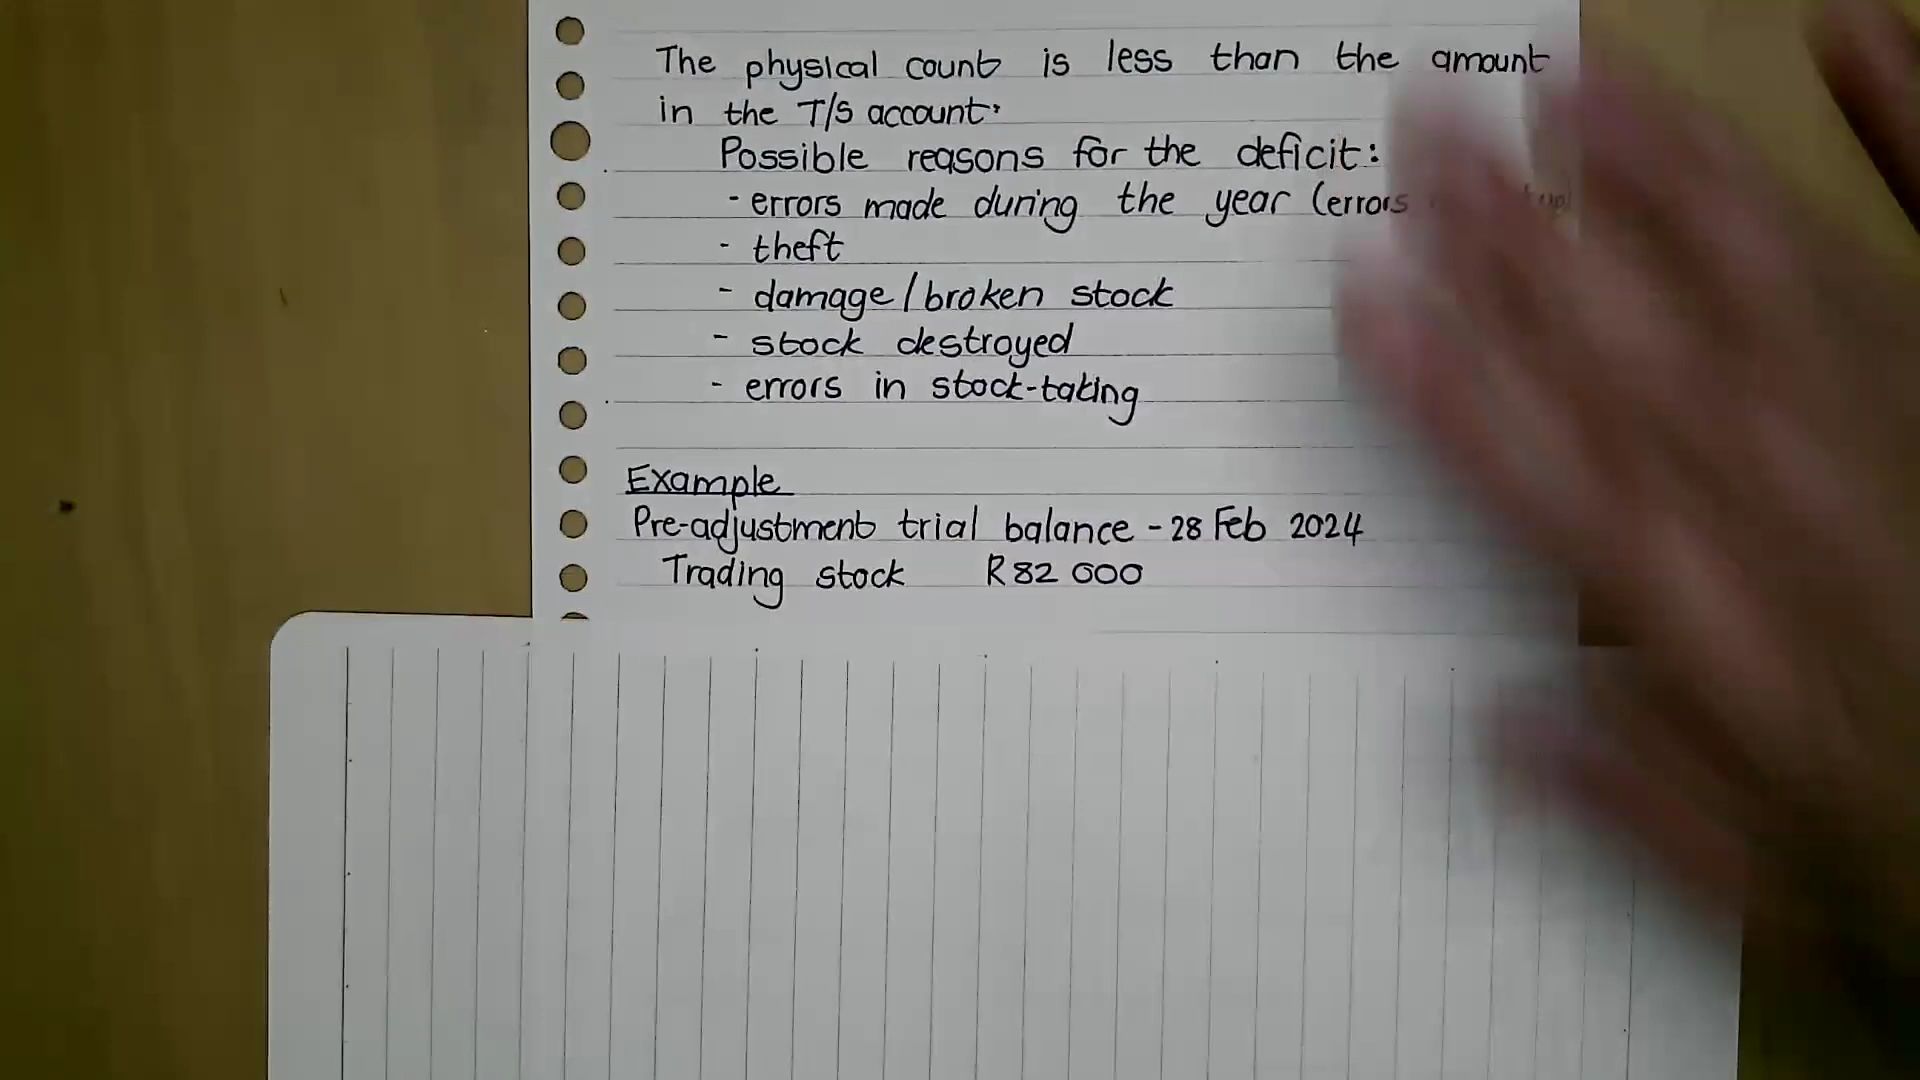 The physical count is less than the amount
in the T/S account:
Possible reasons for the deficit:
- errors made during the year (errors
- theft
- damage/broken stock
- stock destroyed
- errors in stock-taking
Example
Pre-adjustment trial balance - 28 Feb 2024
Trading stock R82 000